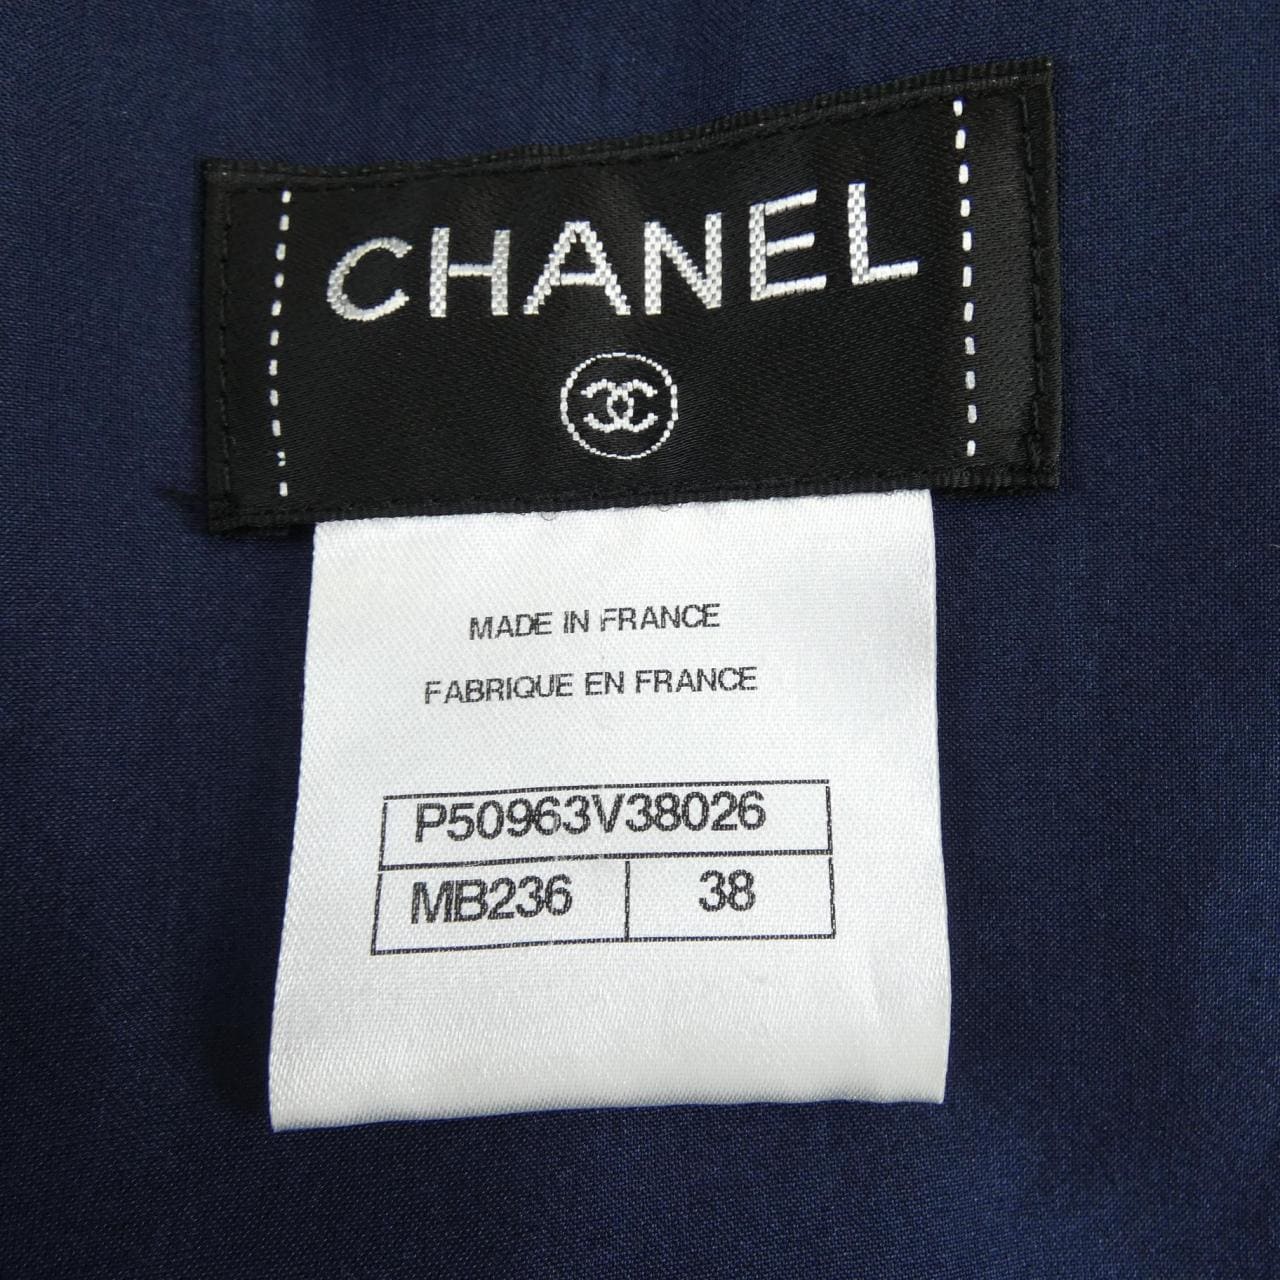 CHANEL
MADE IN FRANCE
FABRIQUE EN FRANCE
P50963V38026
MB236 38